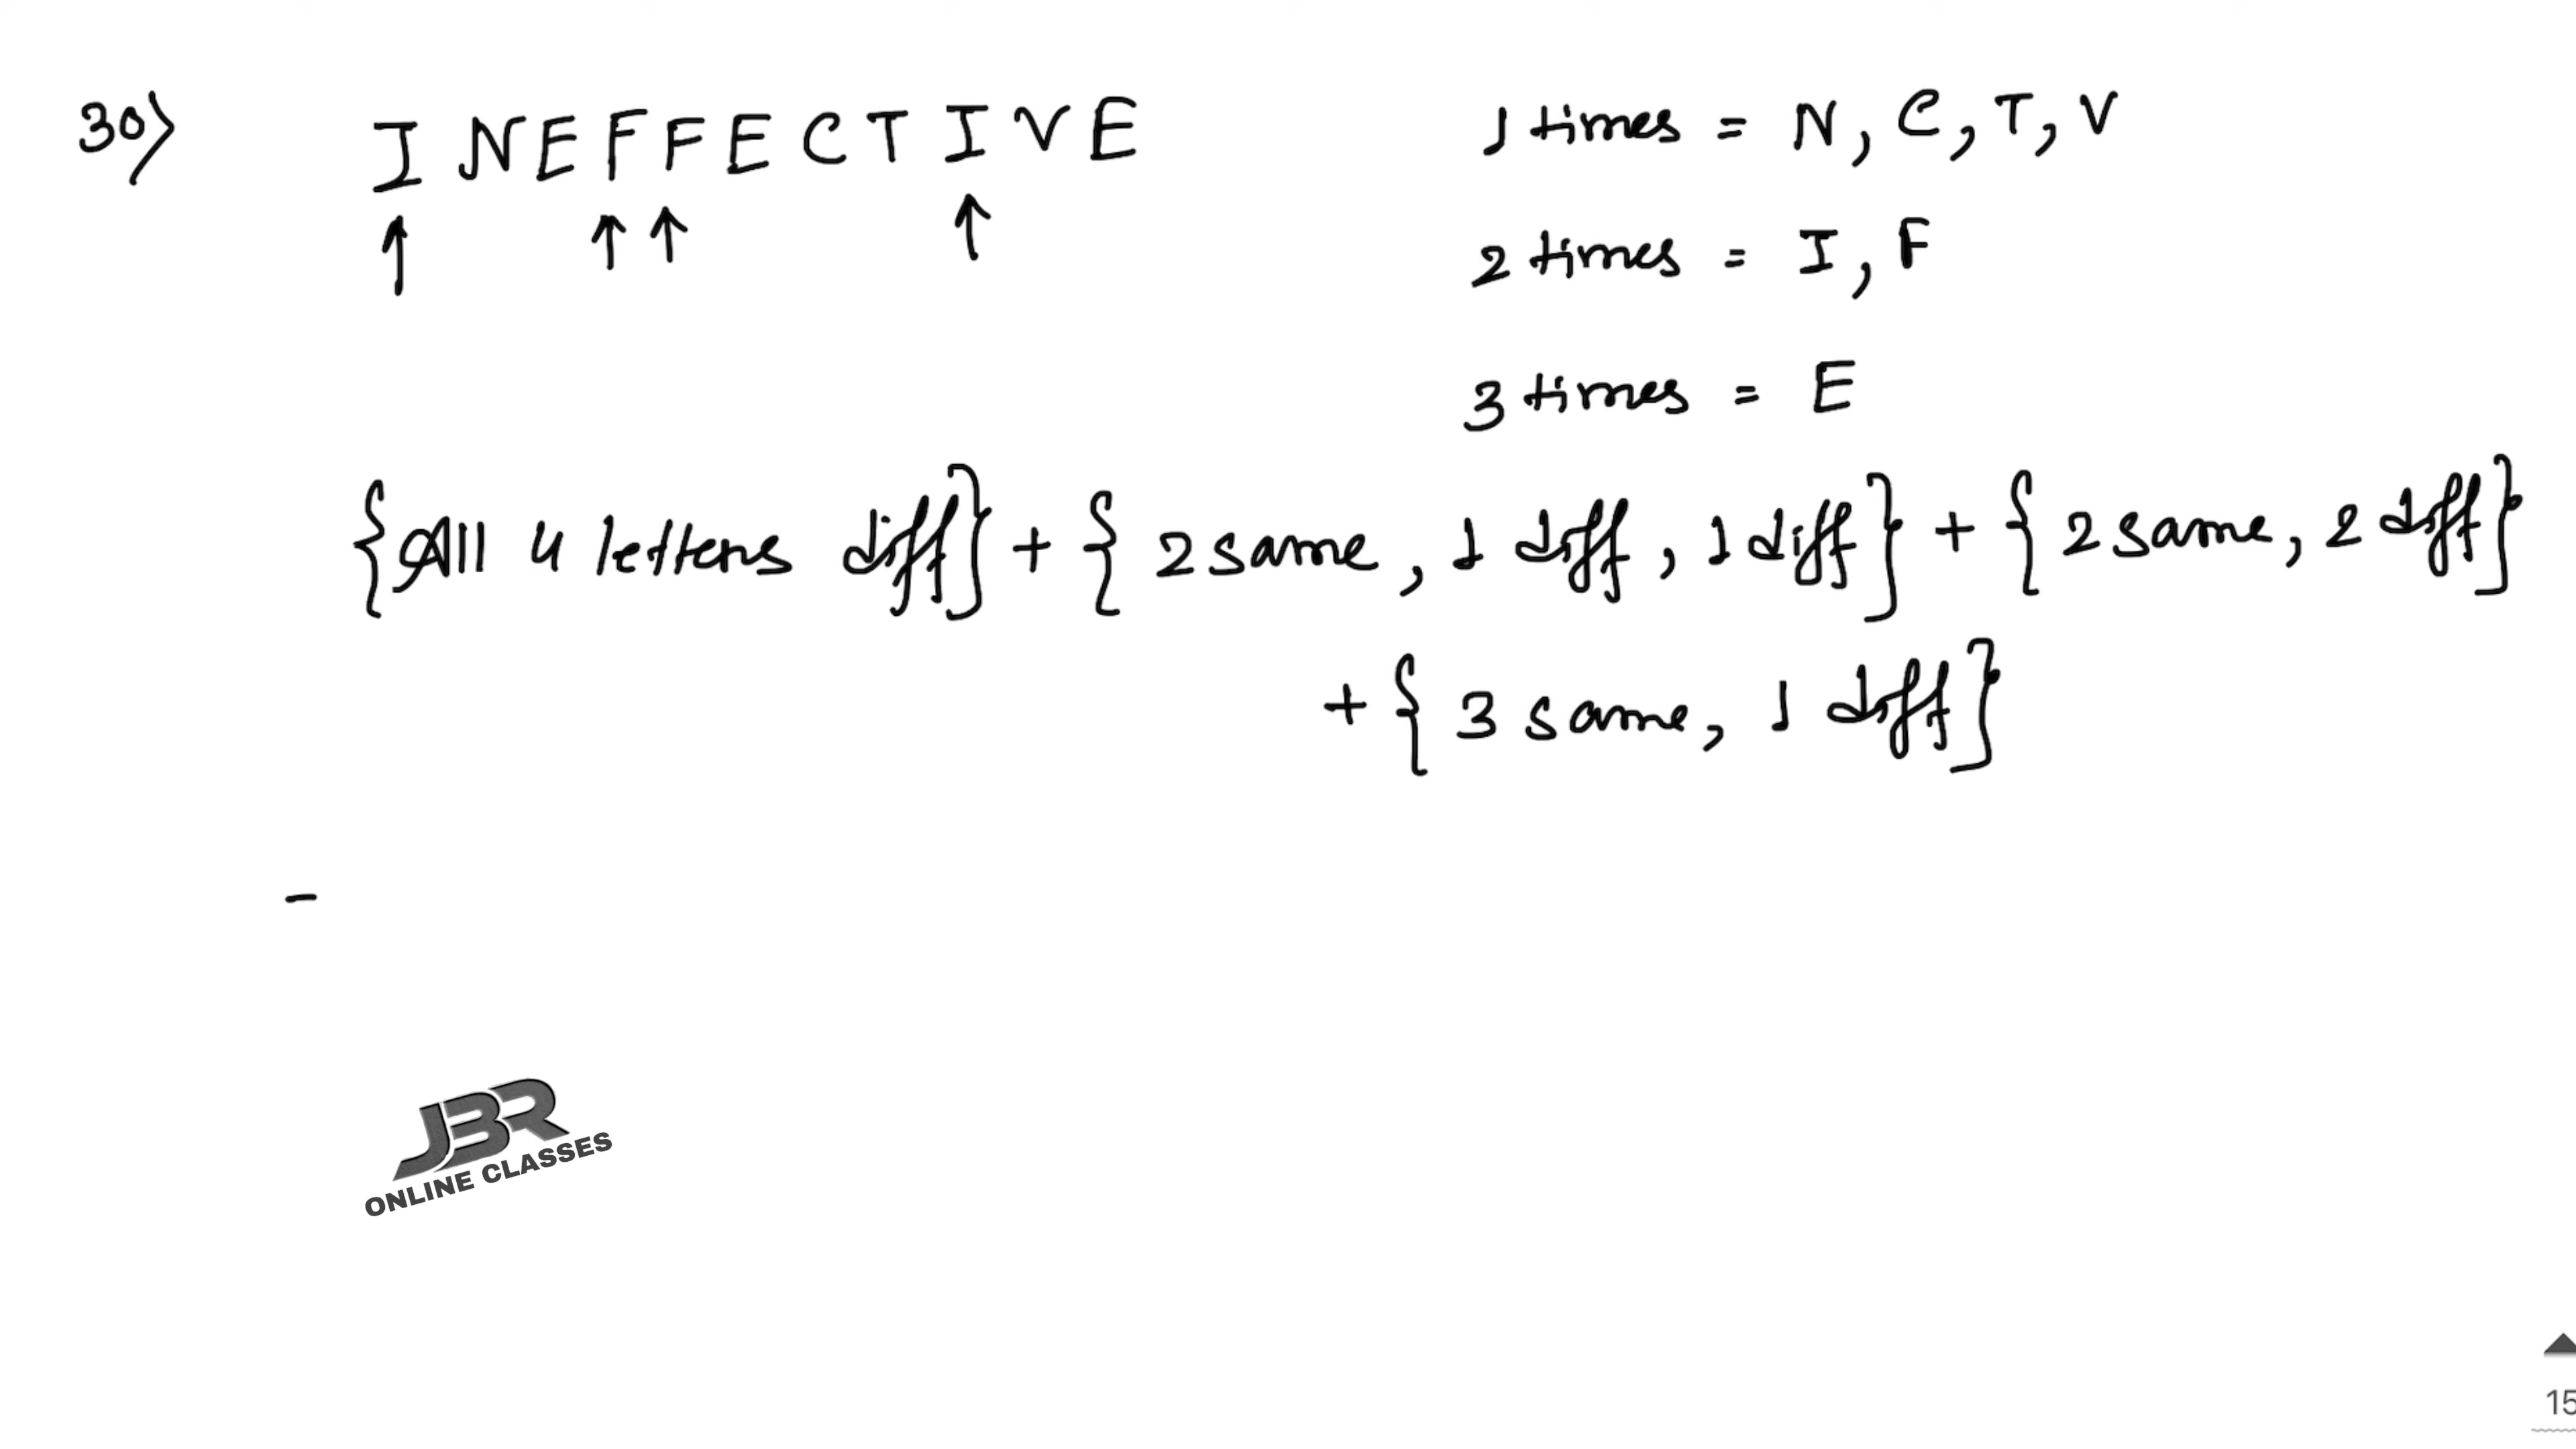 30) I N E F F E C T I V E
1 times = N, C, T, V
2 times = I, F
3 times = E
{All 4 letters diff} + {2 same, 1 diff, 1 diff} + {2 same, 2 diff}
+ {3 same, 1 diff}
-
JBR
ONLINE CLASSES
15